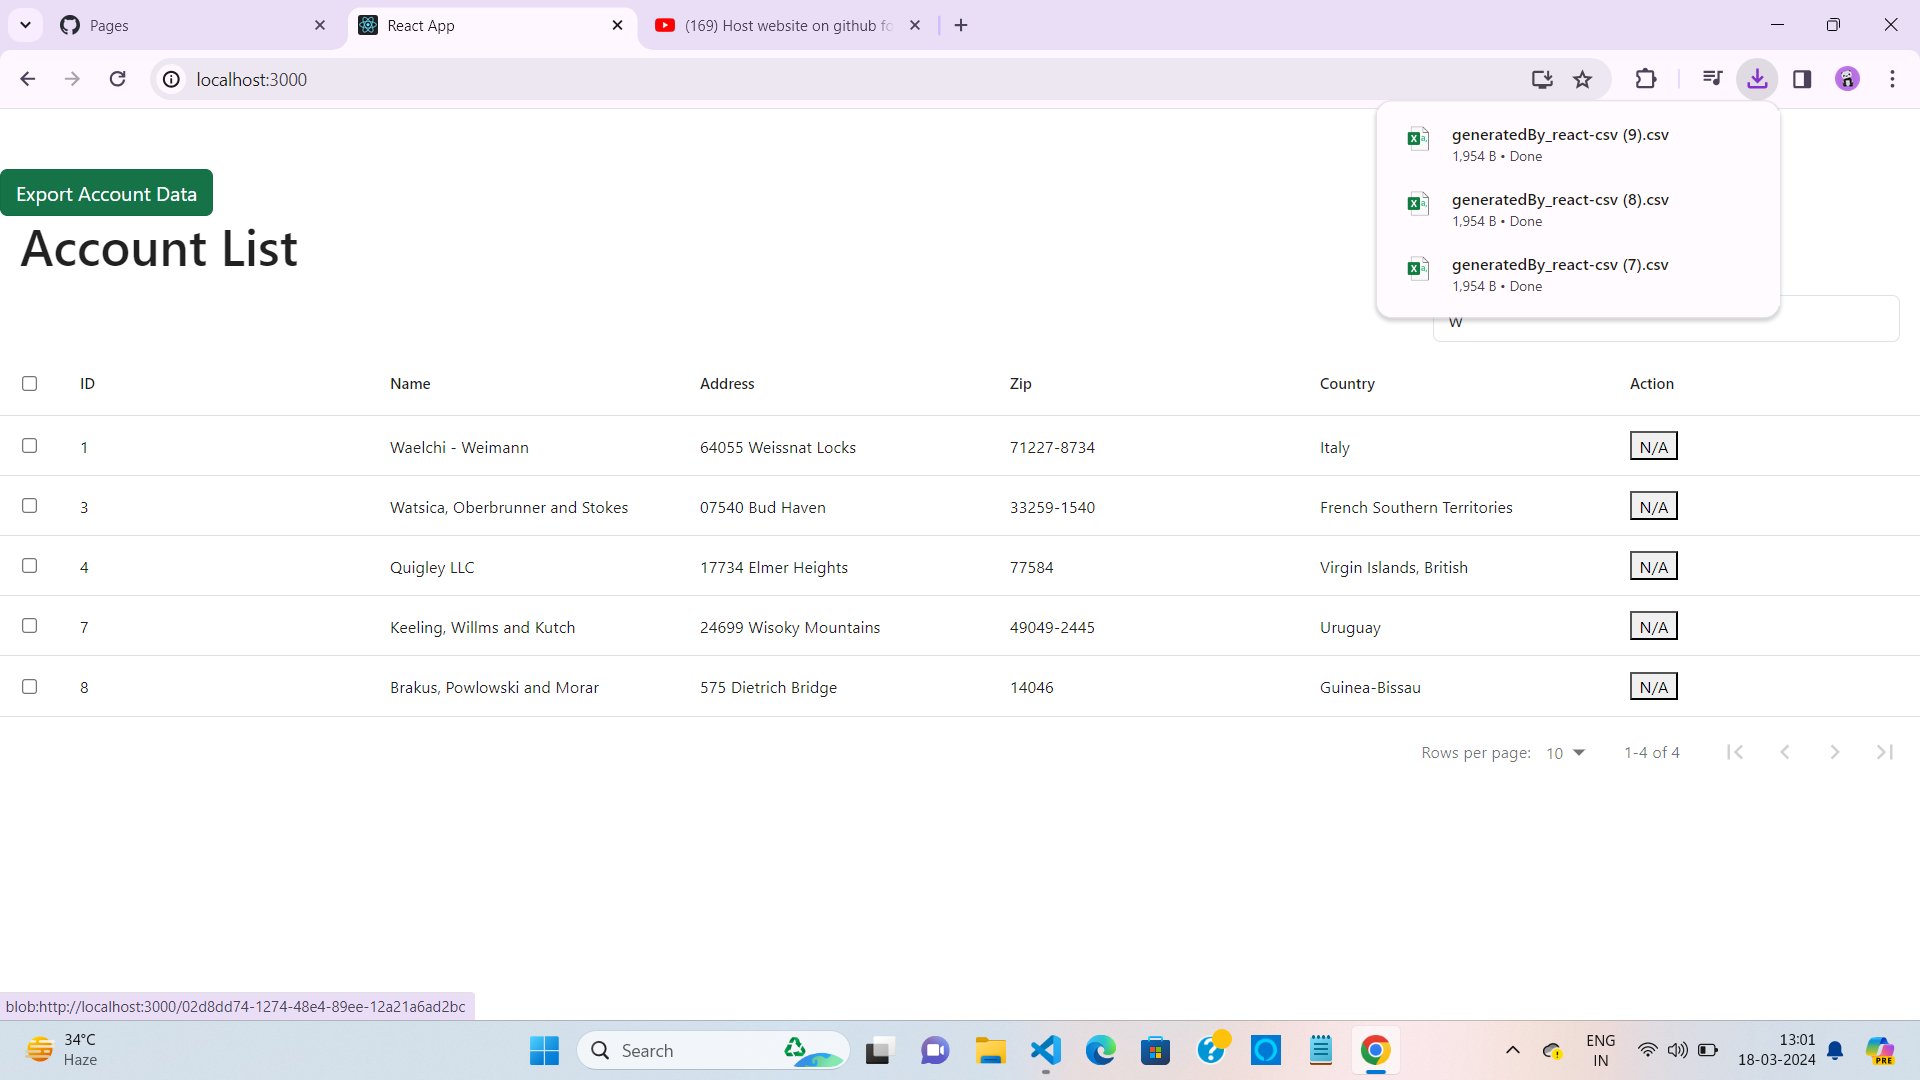 Pages
React App
(169) Host website on github fo
localhost:3000
generatedBy_react-csv (9).csv
1,954 B • Done
generatedBy_react-csv (8).csv
1,954 B • Done
generatedBy_react-csv (7).csv
1,954 B • Done
Export Account Data
Account List
w
ID Name Address Zip Country Action
1 Waelchi - Weimann 64055 Weissnat Locks 71227-8734 Italy N/A
3 Watsica, Oberbrunner and Stokes 07540 Bud Haven 33259-1540 French Southern Territories N/A
4 Quigley LLC 17734 Elmer Heights 77584 Virgin Islands, British N/A
7 Keeling, Willms and Kutch 24699 Wisoky Mountains 49049-2445 Uruguay N/A
8 Brakus, Powlowski and Morar 575 Dietrich Bridge 14046 Guinea-Bissau N/A
Rows per page: 10 1-4 of 4
blob:http://localhost:3000/02d8dd74-1274-48e4-89ee-12a21a6ad2bc
34°C
Haze
Search
ENG
IN
13:01
18-03-2024
PRE